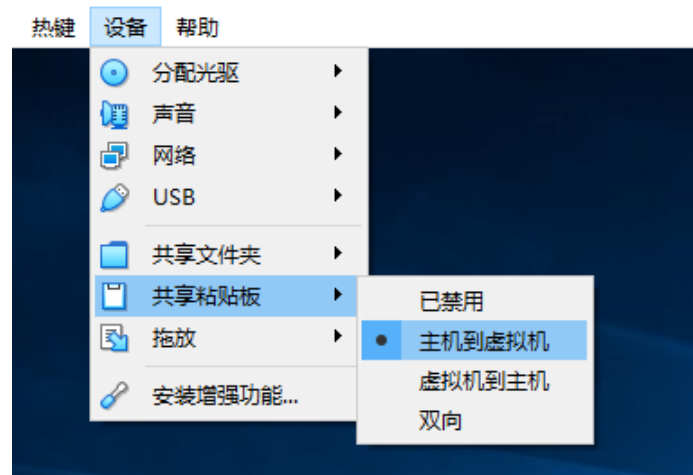 热键 设备 帮助
分配光驱
声音
网络
USB
共享文件夹
共享粘贴板
拖放
安装增强功能...
已禁用
主机到虚拟机
虚拟机到主机
双向